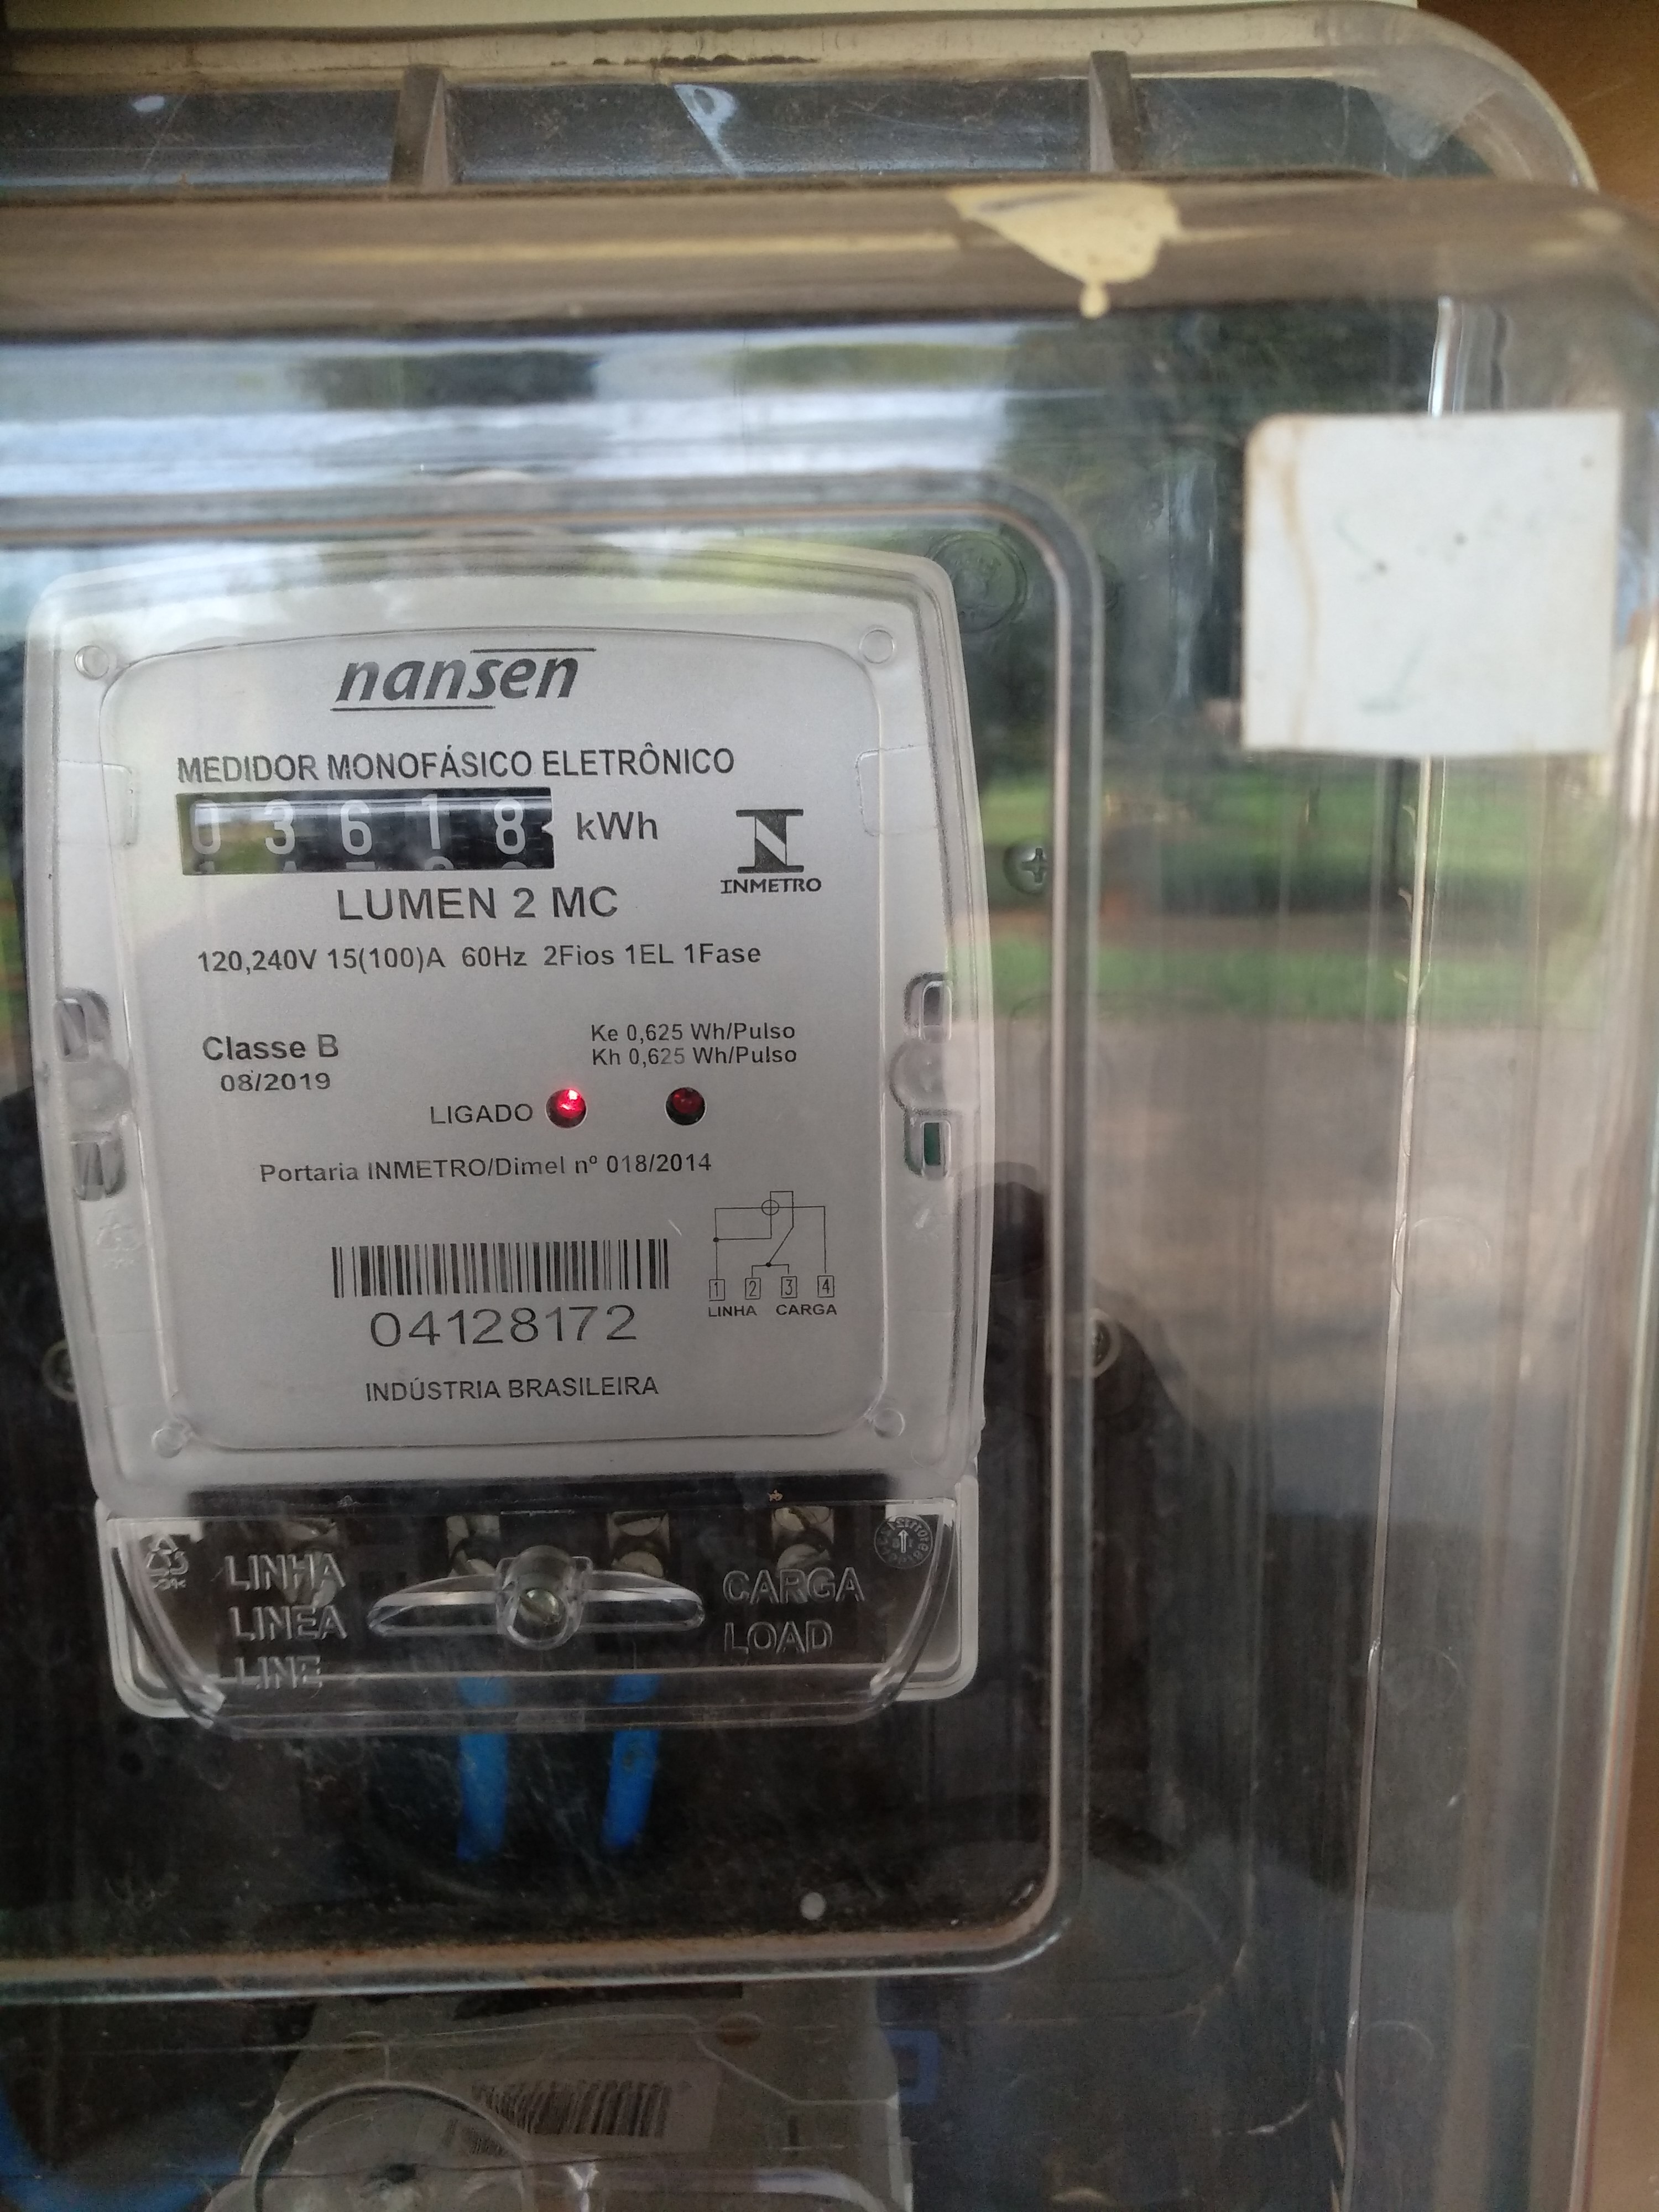 nansen
MEDIDOR MONOFÁSICO ELETRÔNICO
03618 kWh
INMETRO
LUMEN 2 MC
120,240V 15(100)A 60Hz 2Fios 1EL 1Fase
Ke 0,625 Wh/Pulso
Kh 0,625 Wh/Pulso
Classe B
08/2019
LIGADO
Portaria INMETRO/Dimel nº 018/2014
1 2 3 4
LINHA CARGA
04128172
INDÚSTRIA BRASILEIRA
LINHA
LINEA
LINE
CARGA
LOAD